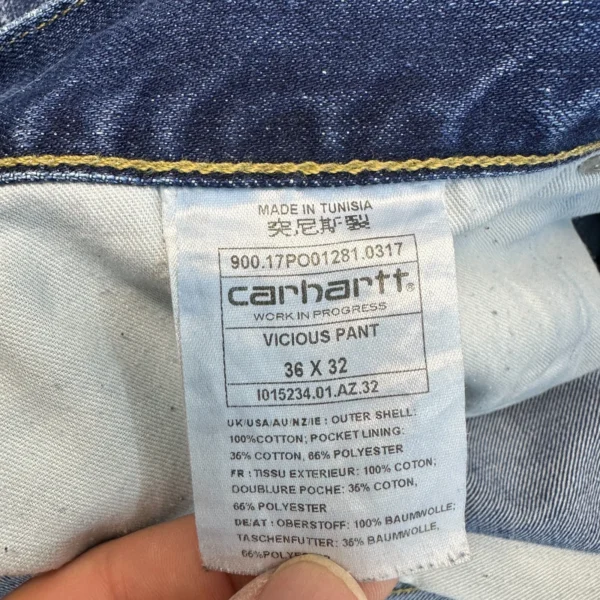 MADE IN TUNISIA
突尼斯製
900.17PO01281.0317
carhartt®
WORK IN PROGRESS
VICIOUS PANT
36 X 32
I015234.01.AZ.32
UK/USA/AU/NZ/IE : OUTER SHELL:
100%COTTON; POCKET LINING:
35% COTTON, 65% POLYESTER
FR : TISSU EXTERIEUR: 100% COTON;
DOUBLURE POCHE: 35% COTON,
65% POLYESTER
DE/AT : OBERSTOFF: 100% BAUMWOLLE;
TASCHENFUTTER: 35% BAUMWOLLE,
65%POLYES